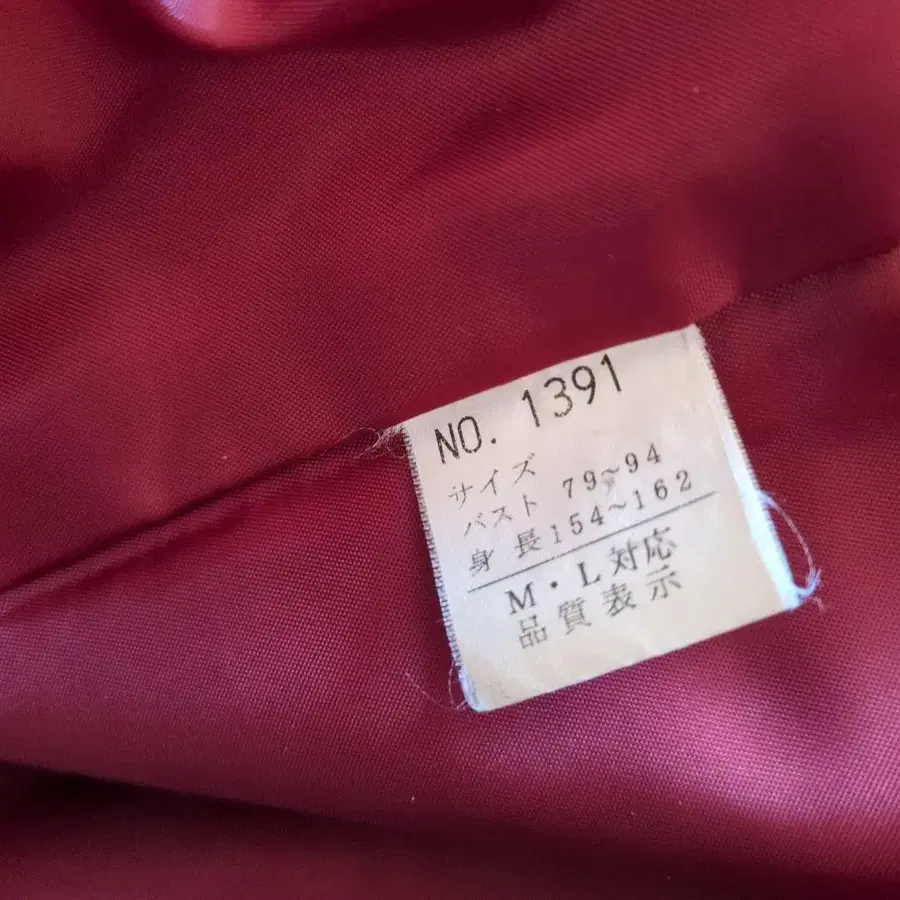 NO. 1391
サイズ
バスト 79~94
身長154~162
M・L対応
品質表示